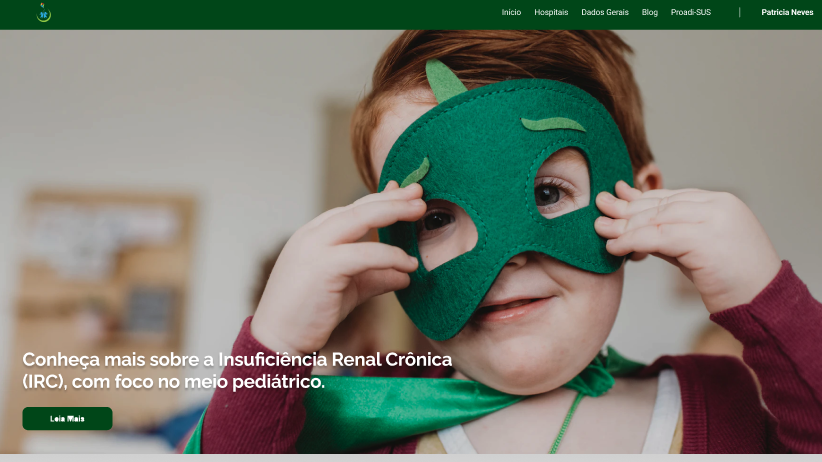 Início Hospitais Dados Gerais Blog Proadi-SUS | Patricia Neves
Conheça mais sobre a Insuficiência Renal Crônica
(IRC), com foco no meio pediátrico.
Leia Mais